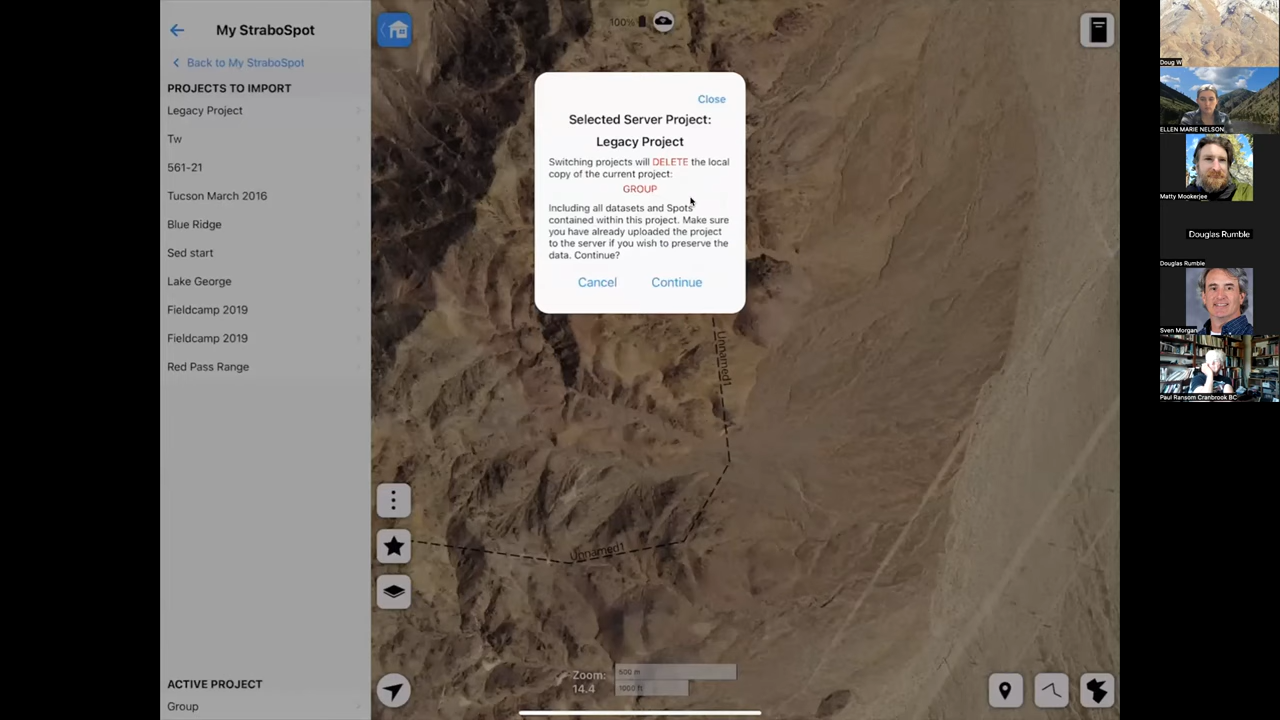 My StraboSpot
Back to My StraboSpot
PROJECTS TO IMPORT
Legacy Project
Tw
561-21
Tucson March 2016
Blue Ridge
Sed start
Lake George
Fieldcamp 2019
Fieldcamp 2019
Red Pass Range
ACTIVE PROJECT
Group
100%
Close
Selected Server Project:
Legacy Project
Switching projects will DELETE the local
copy of the current project:
GROUP
Including all datasets and Spots
contained within this project. Make sure
you have already uploaded the project
to the server if you wish to preserve the
data. Continue?
Cancel
Continue
Unnamed1
Unnamed1
Zoom:
14.4
500 m
1000 ft
Doug W
ELLEN MARIE NELSON
Matty Mookerjee
Douglas Rumble
Douglas Rumble
Sven Morgan
Paul Ransom Cranbrook BC